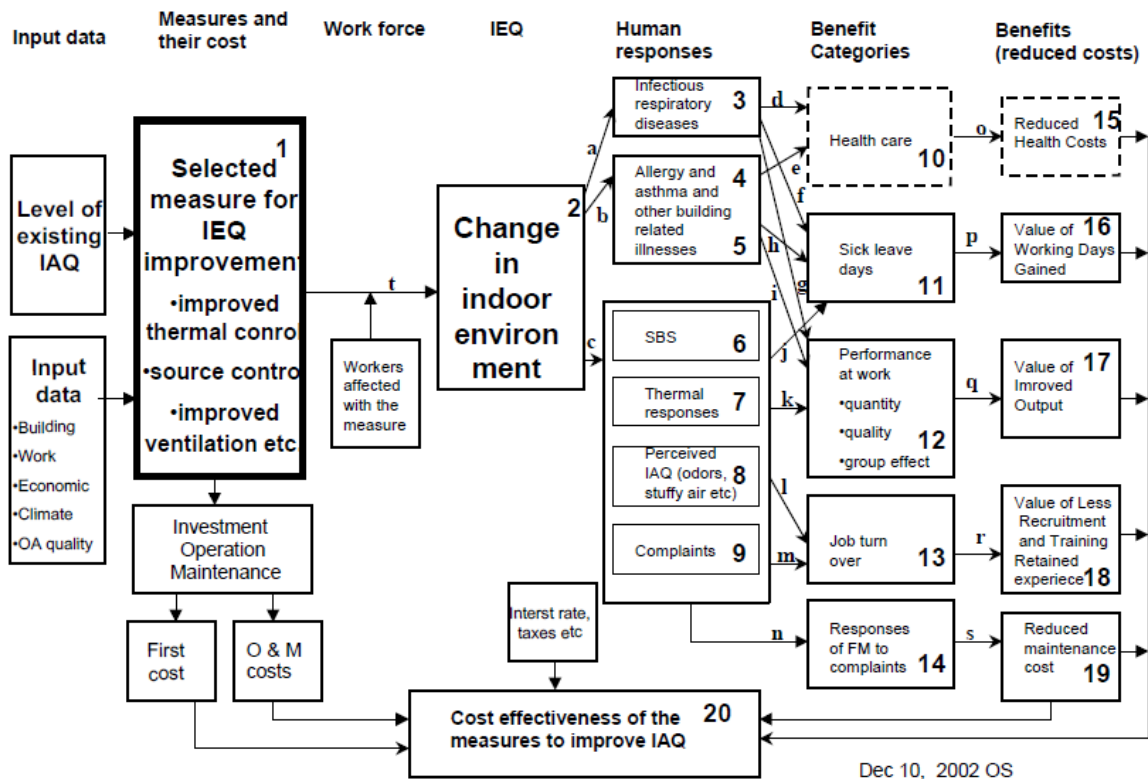 Input data
Measures and
their cost
Work force
IEQ
Human
responses
Benefit
Categories
Benefits
(reduced costs)
Level of
existing
IAQ
Input
data
•Building
•Work
•Economic
•Climate
•OA quality
1
Selected
measure for
IEQ
improvement
•improved
thermal conrol
•source contro
•improved
ventilation etc
Investment
Operation
Maintenance
First
cost
O & M
costs
t
Workers
affected
with the
measure
2
Change
in
indoor
environ
ment
a
b
c
Infectious
respiratory
diseases
3
Allergy and
asthma and
other building
related
illnesses
4
5
SBS
6
Thermal
responses
7
Perceived
IAQ (odors,
stuffy air etc)
8
Complaints
9
d
e
f
h
g
i
j
k
l
m
n
Health care
10
Sick leave
days
11
Performance
at work
•quantity
•quality
•group effect
12
Job turn
over
13
Responses
of FM to
complaints
14
o
p
q
r
s
Reduced
Health Costs
15
Value of
Working Days
Gained
16
Value of
Imroved
Output
17
Value of Less
Recruitment
and Training
Retained
experiece
18
Reduced
maintenance
cost
19
Interst rate,
taxes etc
Cost effectiveness of the
measures to improve IAQ
20
Dec 10, 2002 OS